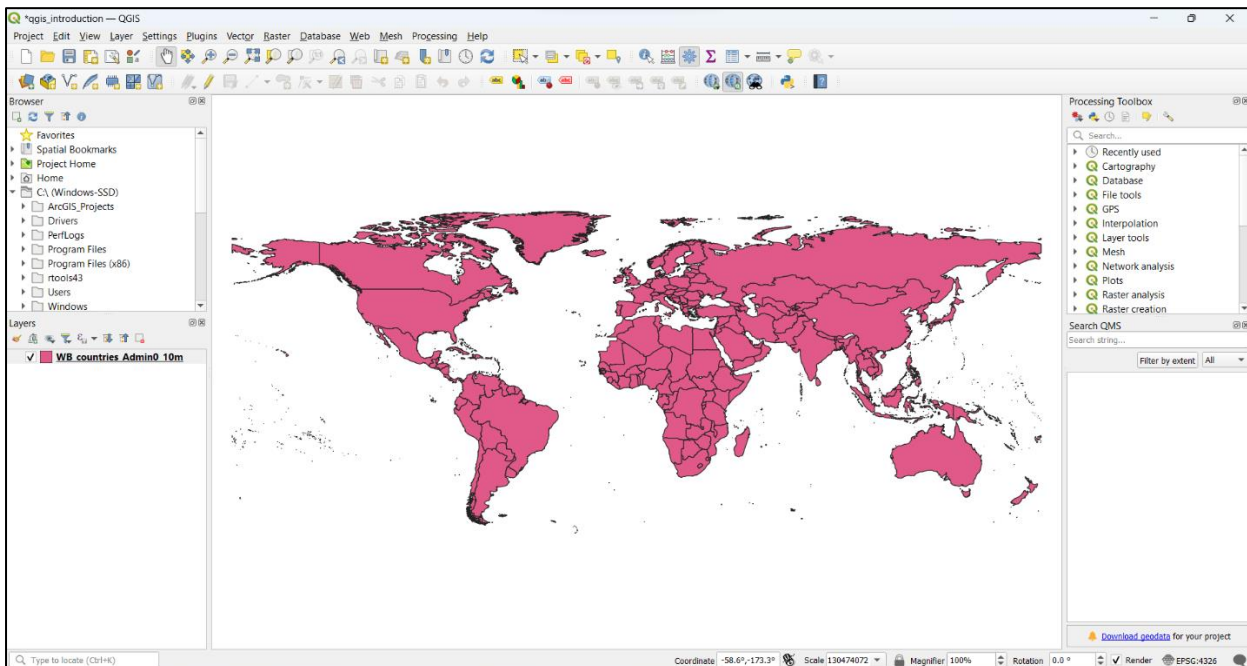 *qgis_introduction — QGIS
Project Edit View Layer Settings Plugins Vector Raster Database Web Mesh Processing Help
Browser
Favorites
Spatial Bookmarks
Project Home
Home
C:\ (Windows-SSD)
ArcGIS_Projects
Drivers
PerfLogs
Program Files
Program Files (x86)
rtools43
Users
Windows
Layers
WB_countries_Admin0_10m
Processing Toolbox
Search...
Recently used
Cartography
Database
File tools
GPS
Interpolation
Layer tools
Mesh
Network analysis
Plots
Raster analysis
Raster creation
Search QMS
Search string...
Filter by extent All
Download geodata for your project
Type to locate (Ctrl+K)
Coordinate -58.6°,-173.3° Scale 130474072 Magnifier 100% Rotation 0.0 ° Render EPSG:4326